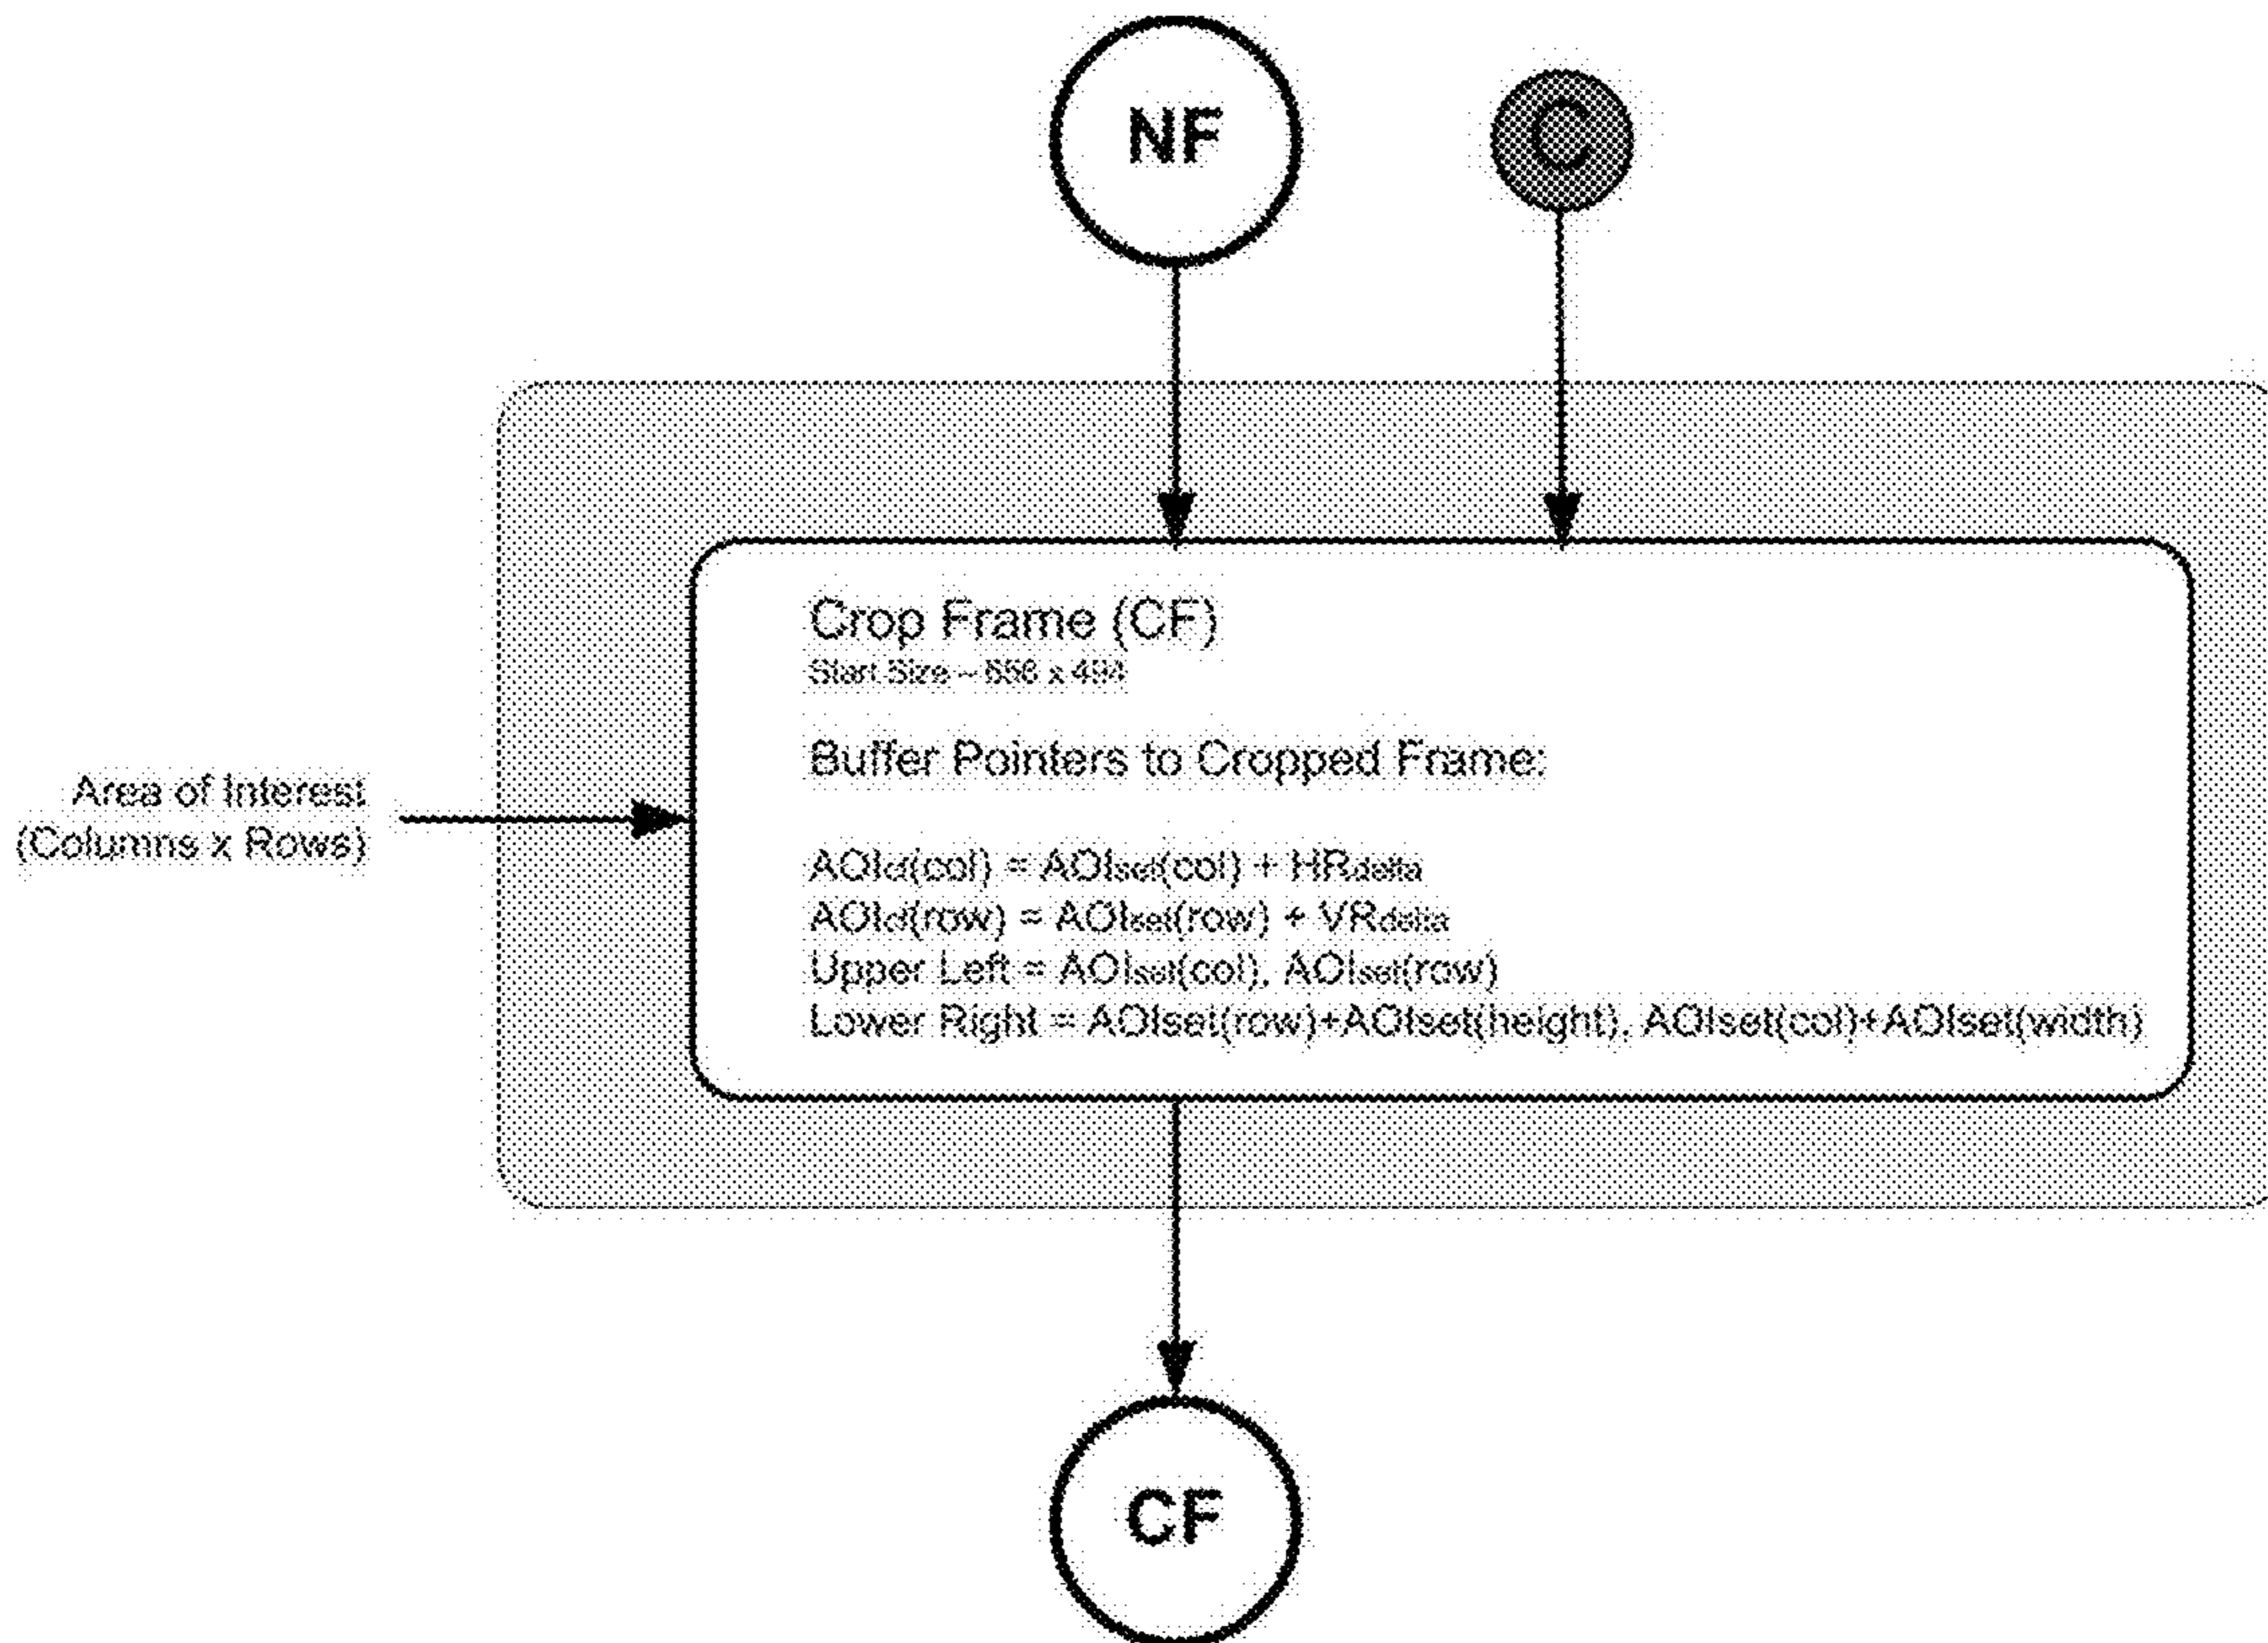 NF
C
Crop Frame (CF)
Start Size – 656 x 494
Buffer Pointers to Cropped Frame:
Area of Interest
(Columns x Rows)
AOIcf(col) = AOIset(col) + HRdelta
AOIcf(row) = AOIset(row) + VRdelta
Upper Left = AOIset(col), AOIset(row)
Lower Right = AOIset(row)+AOIset(height), AOIset(col)+AOIset(width)
CF